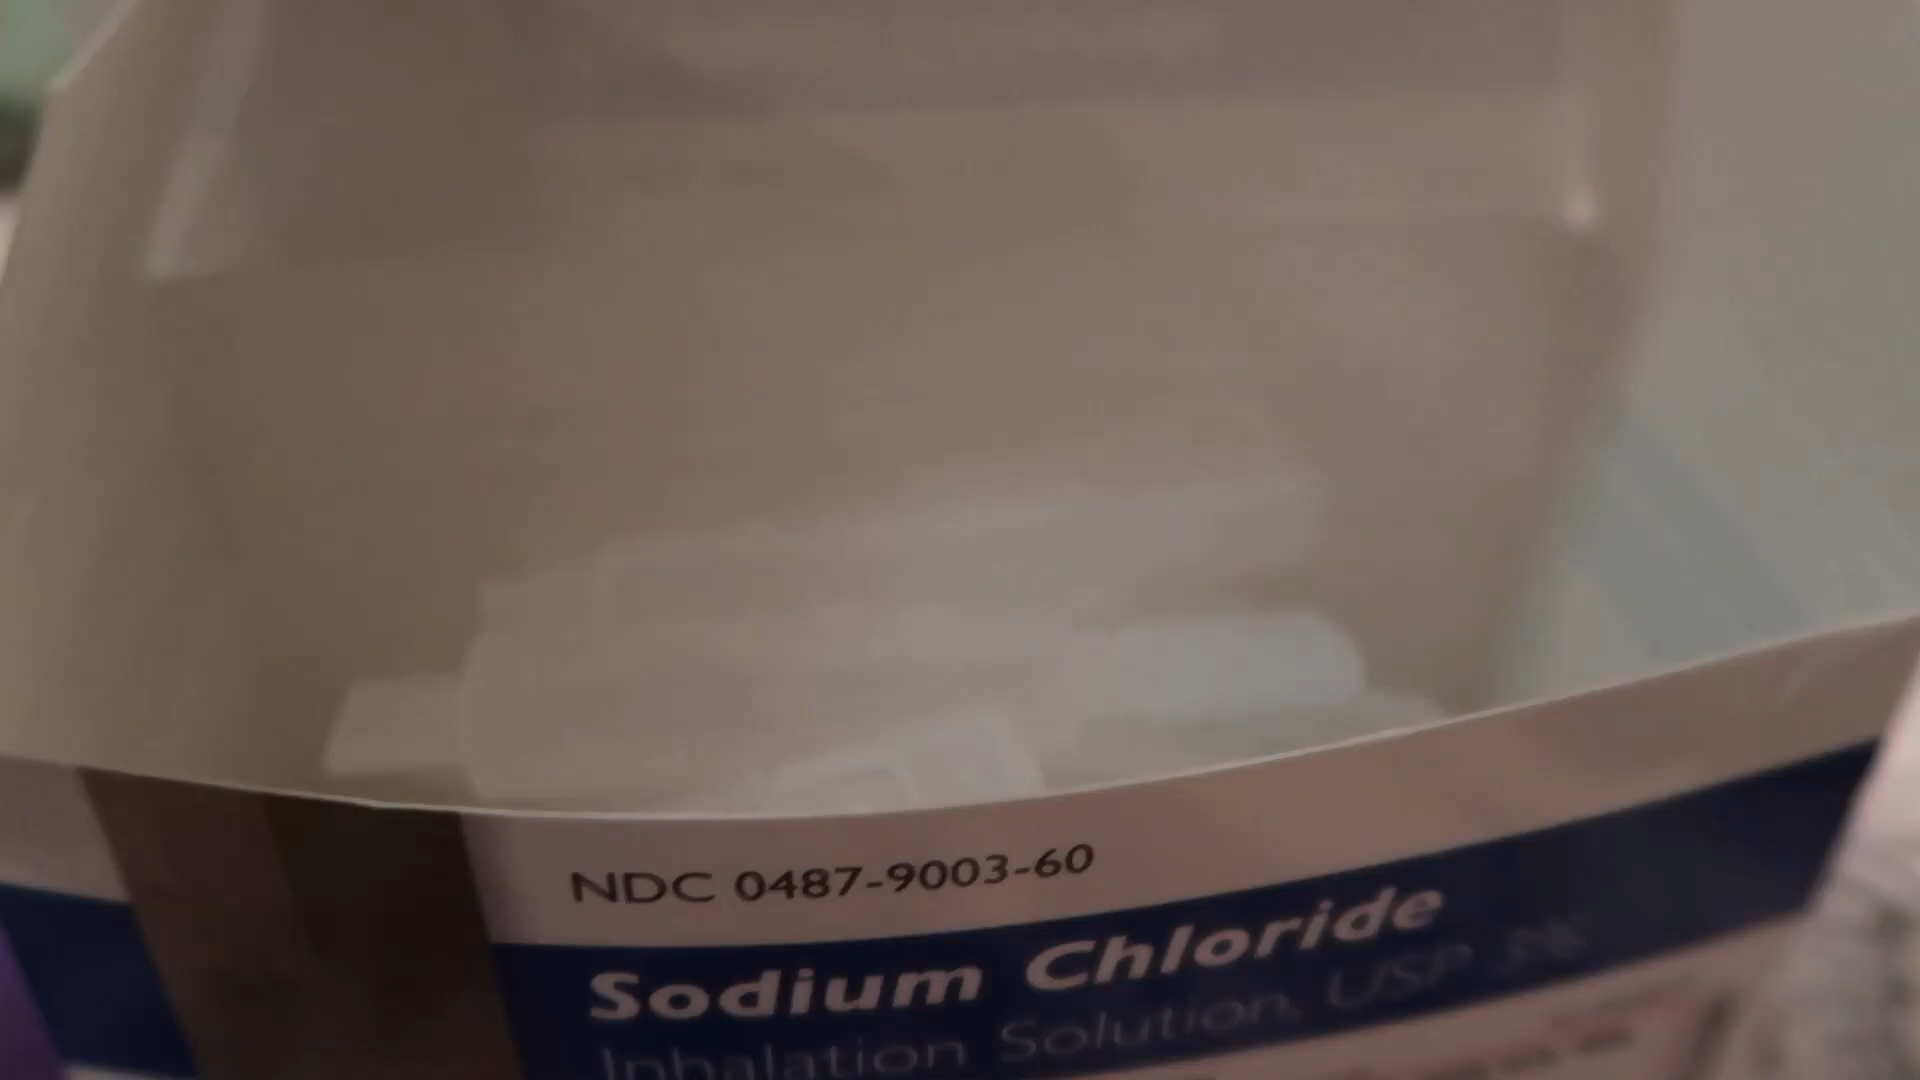 NDC 0487-9003-60
Sodium Chloride
Inhalation Solution, USP 3%